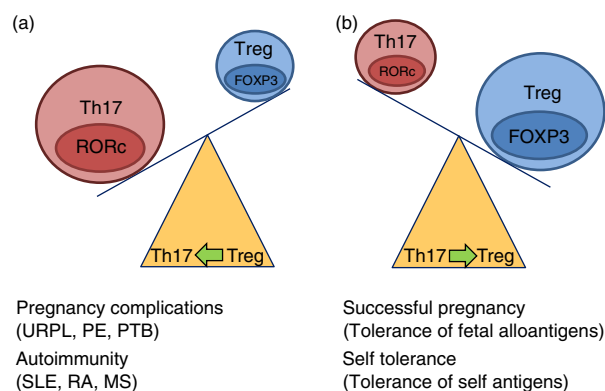 (a)
Th17
RORc
Treg
FOXP3
Th17 Treg
Pregnancy complications
(URPL, PE, PTB)
Autoimmunity
(SLE, RA, MS)
(b)
Th17
RORc
Treg
FOXP3
Th17 Treg
Successful pregnancy
(Tolerance of fetal alloantigens)
Self tolerance
(Tolerance of self antigens)